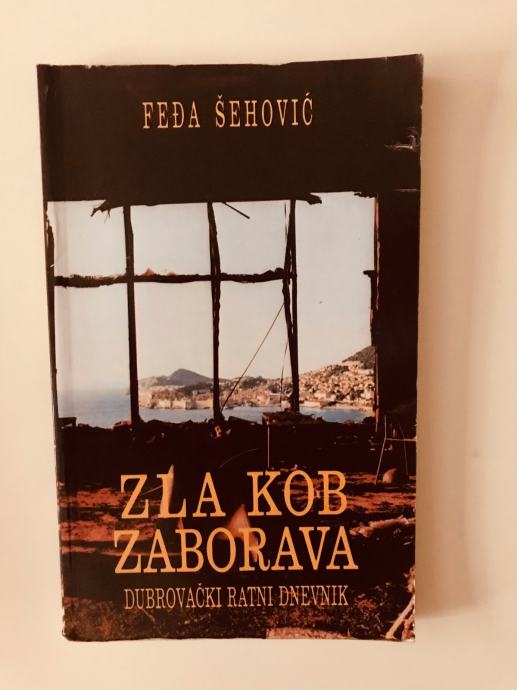 FEĐA ŠEHOVIĆ
ZLA KOB
ZABORAVA
DUBROVAČKI RATNI DNEVNIK